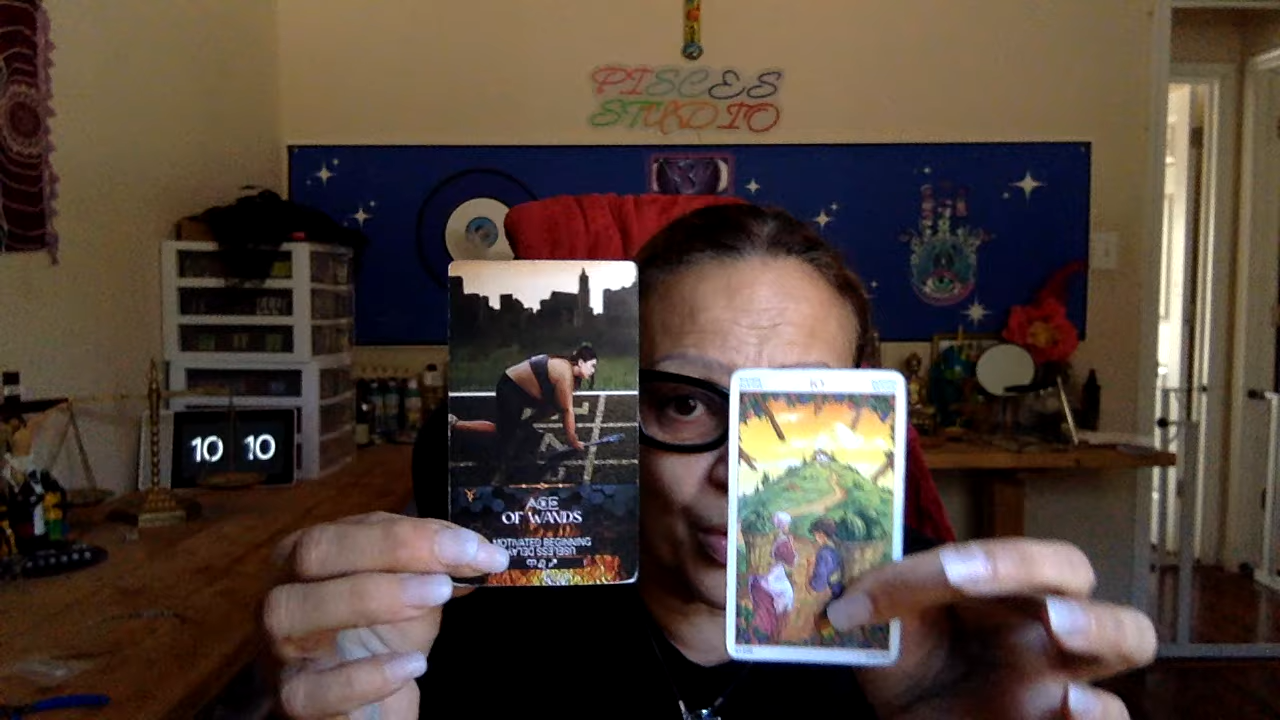 PISCES
STUDIO
10 10
ACE
OF WANDS
MOTIVATED BEGINNING
USELESS DELAY